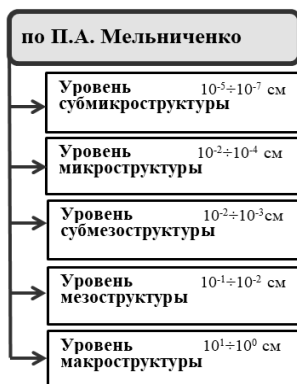 по П.А. Мельниченко
Уровень 10⁻⁵÷10⁻⁷ см
субмикроструктуры
Уровень 10⁻²÷10⁻⁴ см
микроструктуры
Уровень 10⁻²÷10⁻³см
субмезоструктуры
Уровень 10⁻¹÷10⁻² см
мезоструктуры
Уровень 10¹÷10⁰ см
макроструктуры